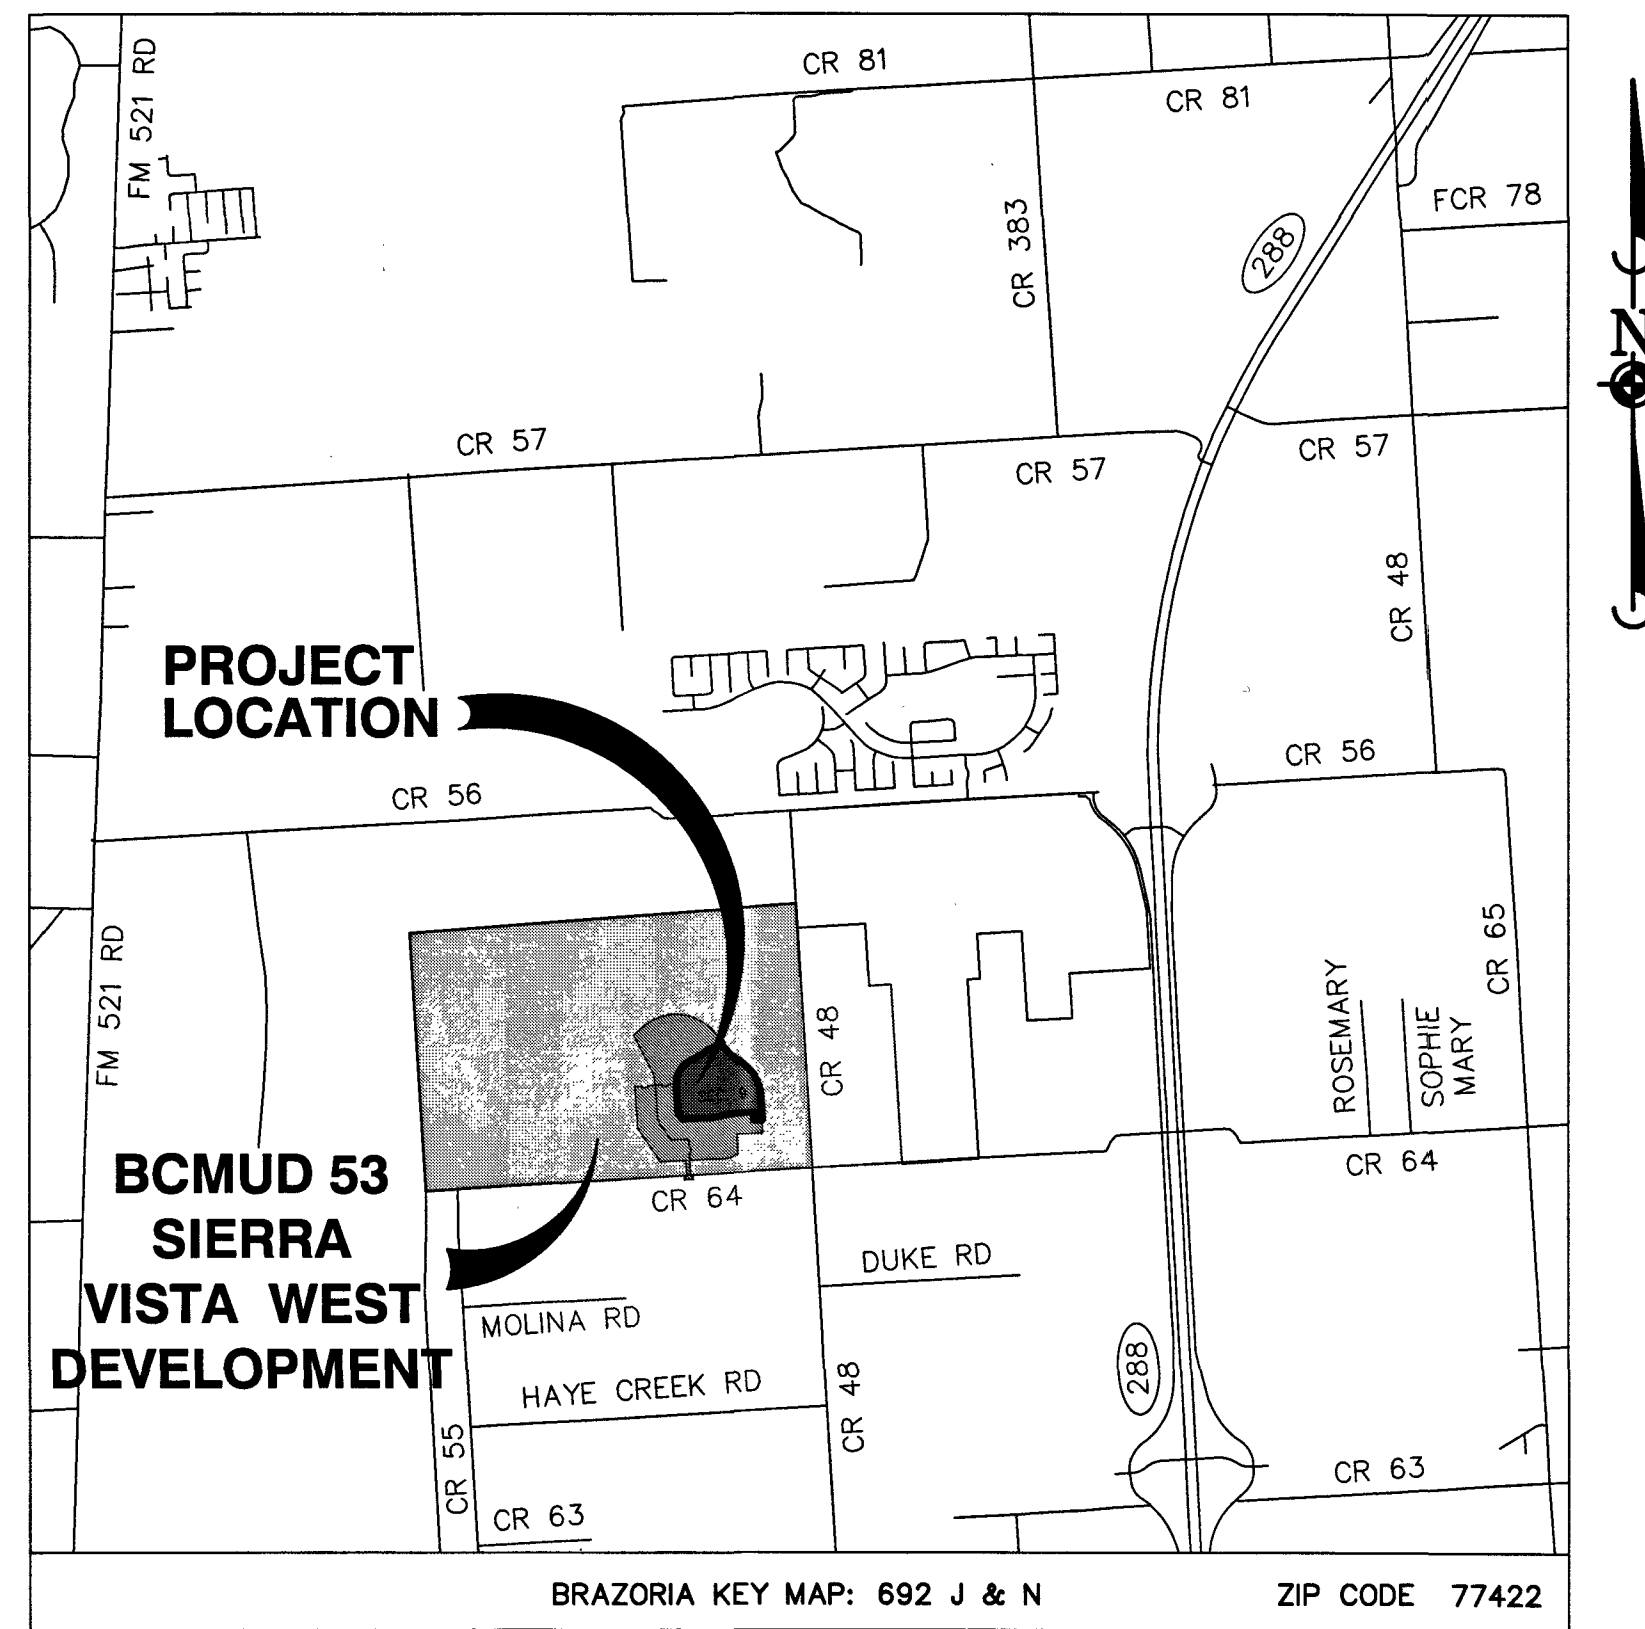 CR 81
FM 521 RD
CR 81
FCR 78
CR 383
288
N
CR 57
CR 57
CR 57
CR 48
PROJECT
LOCATION
CR 56
CR 56
CR 65
FM 521 RD
CR 48
ROSEMARY
SOPHIE
MARY
BCMUD 53
SIERRA
VISTA WEST
DEVELOPMENT
CR 64
CR 64
DUKE RD
MOLINA RD
HAYE CREEK RD
CR 48
288
CR 55
CR 63
CR 63
BRAZORIA KEY MAP: 692 J & N
ZIP CODE 77422